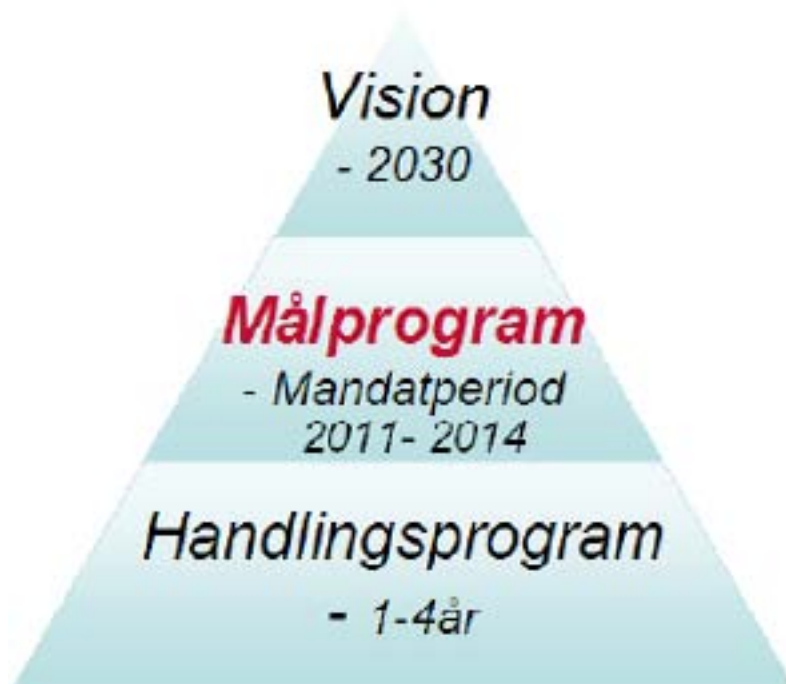 Vision
- 2030
Målprogram
- Mandatperiod
2011- 2014
Handlingsprogram
- 1-4år